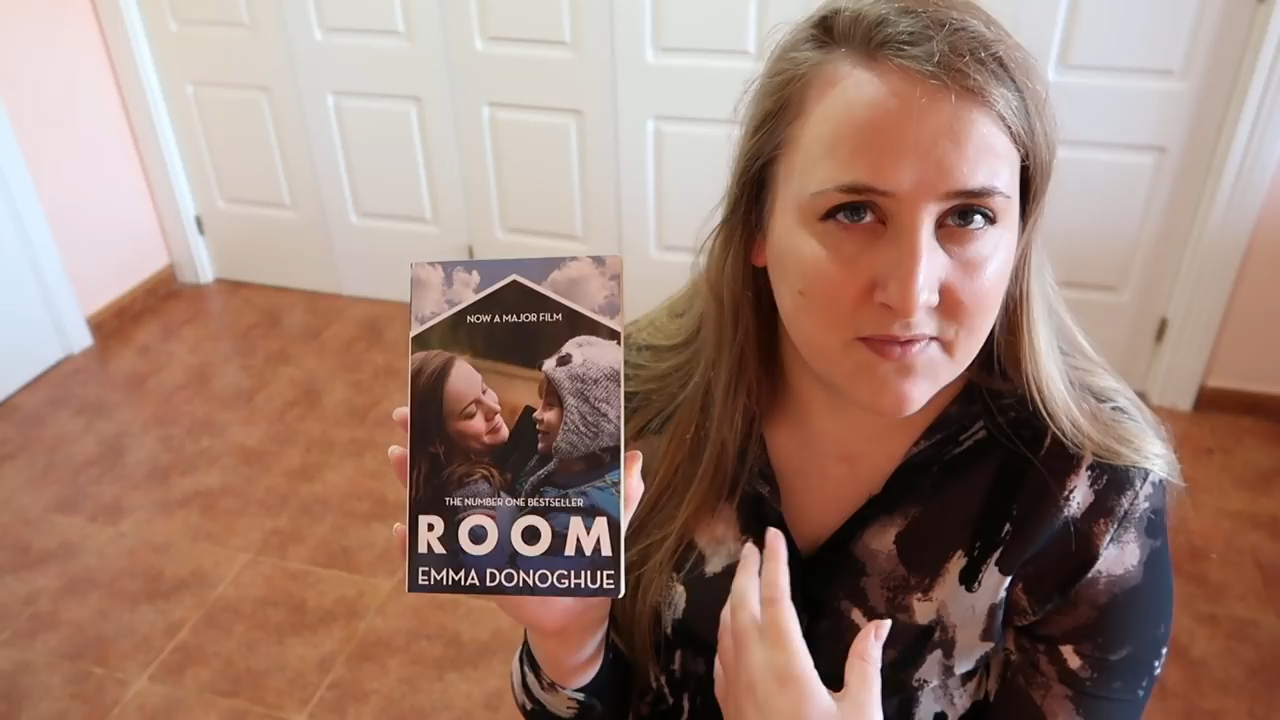 NOW A MAJOR FILM
THE NUMBER ONE BESTSELLER
ROOM
EMMA DONOGHUE